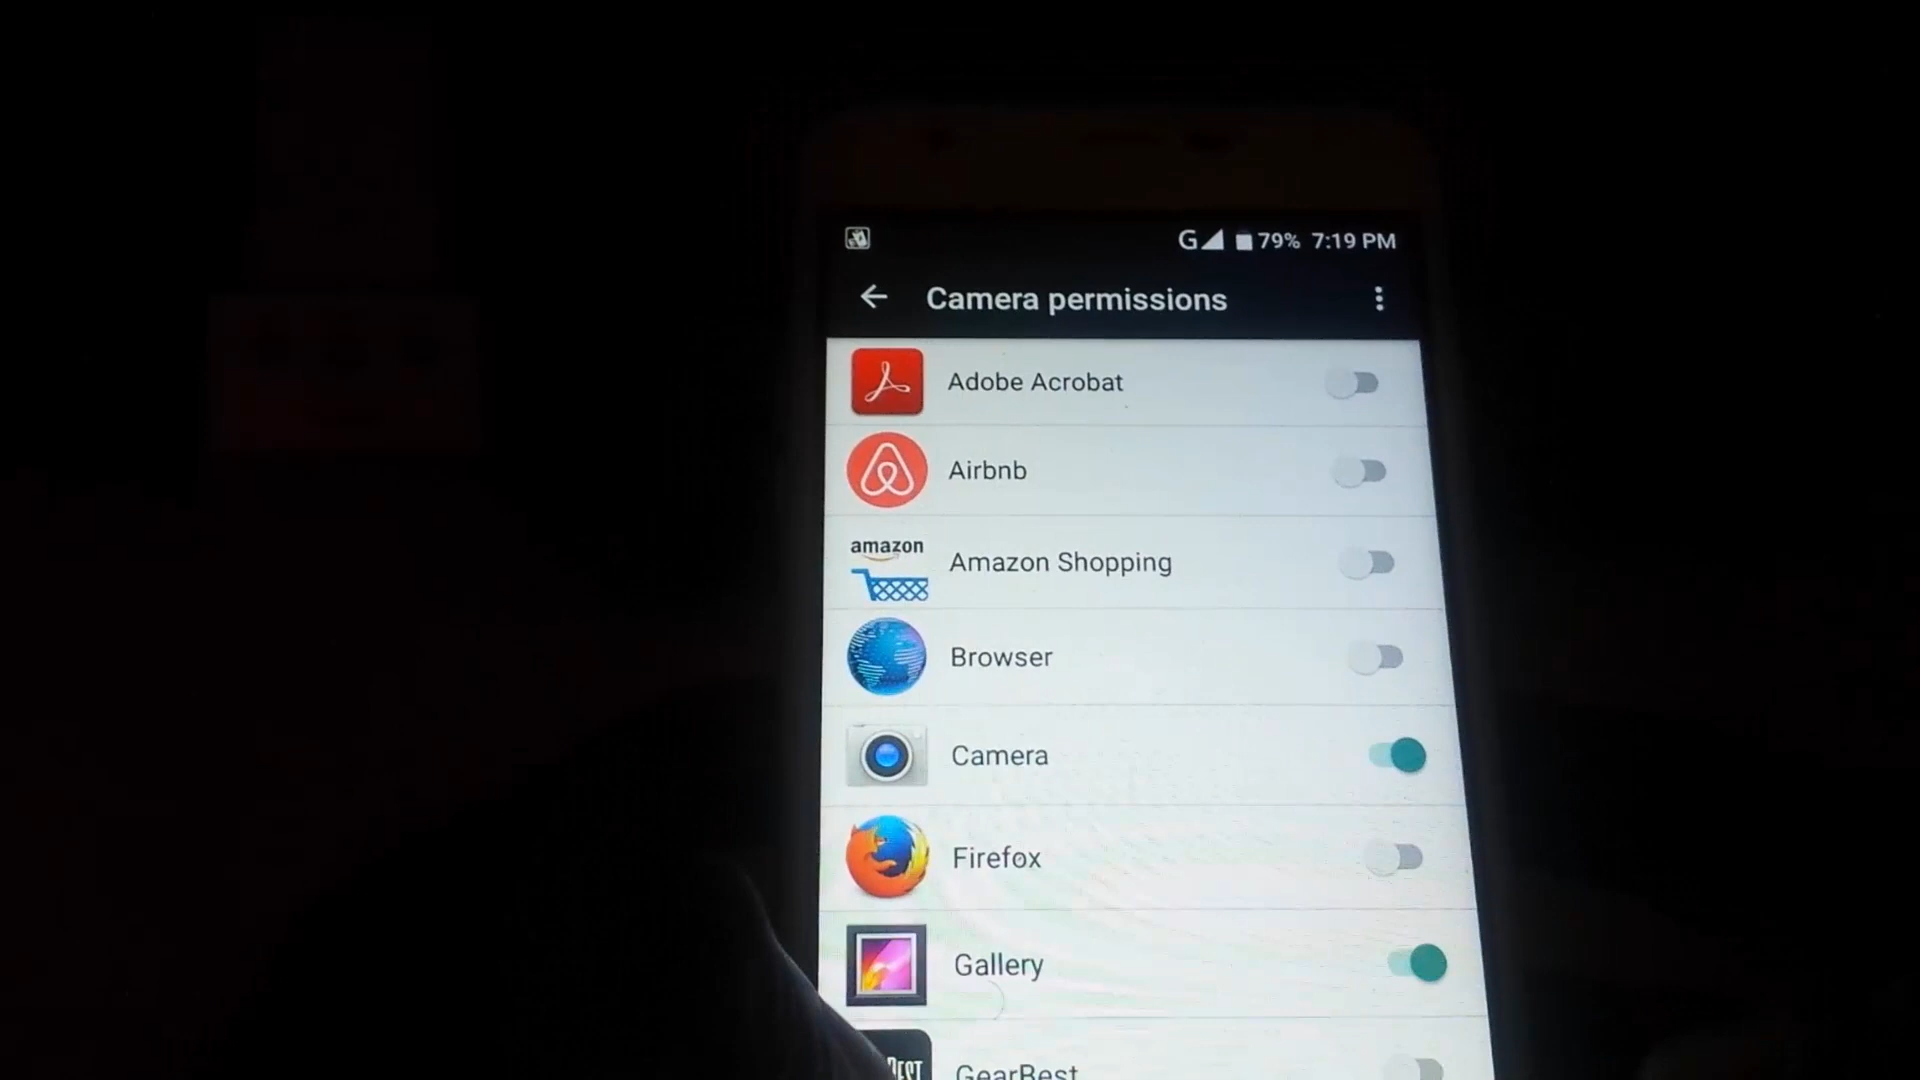 G 79% 7:19 PM
Camera permissions
Adobe Acrobat
Airbnb
amazon
Amazon Shopping
Browser
Camera
Firefox
Gallery
GearBest